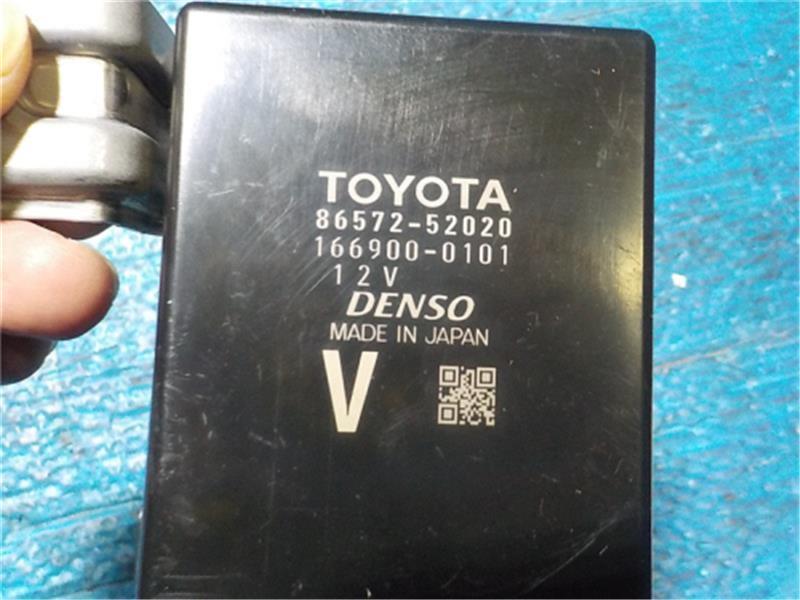 TOYOTA
86572-52020
166900-0101
12V
DENSO
MADE IN JAPAN
V